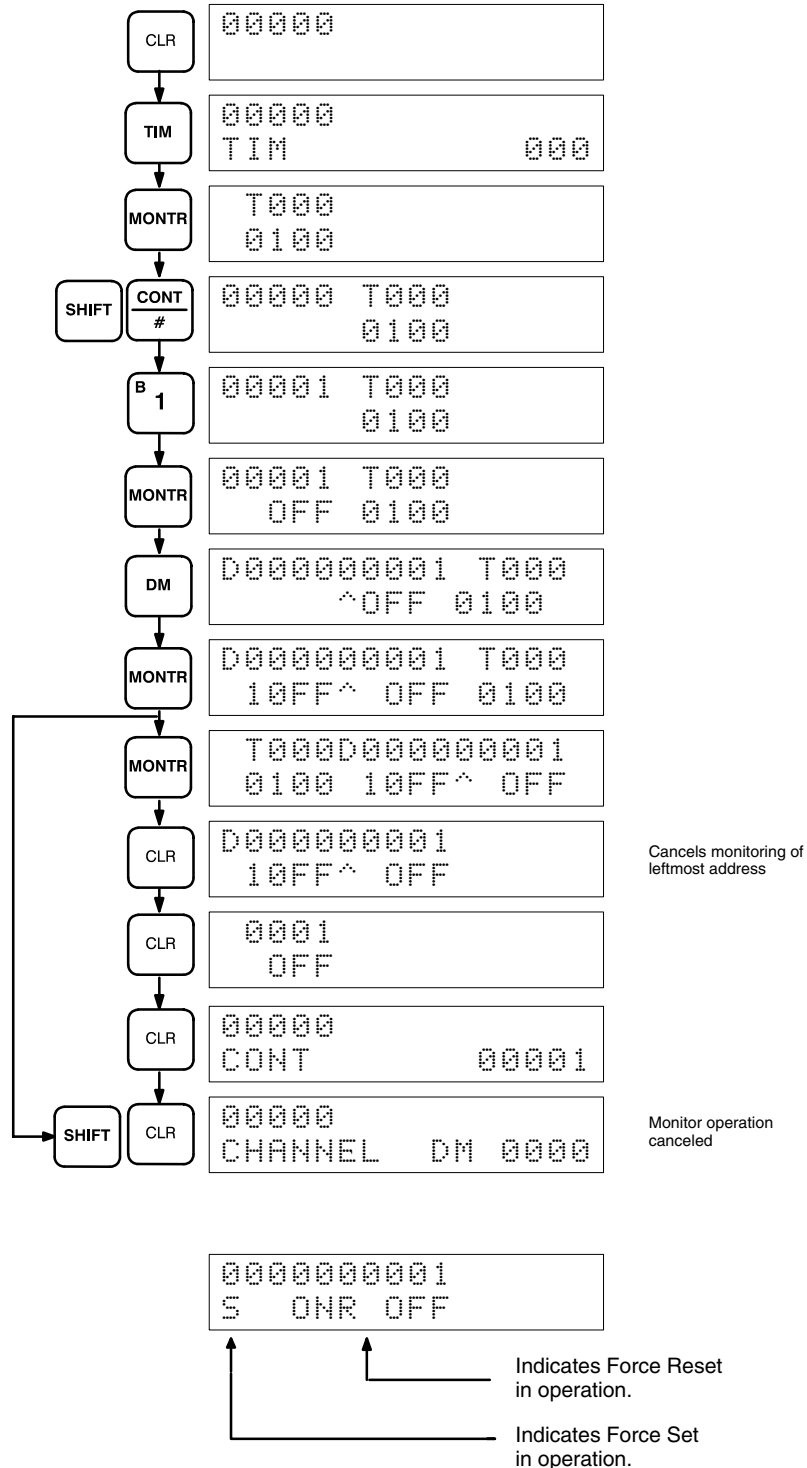 CLR
00000
TIM
00000
TIM 000
MONTR
T000
0100
SHIFT
CONT
#
00000 T000
0100
B
1
00001 T000
0100
MONTR
00001 T000
OFF 0100
DM
D000000001 T000
^OFF 0100
MONTR
D000000001 T000
10FF^ OFF 0100
MONTR
T000D000000001
0100 10FF^ OFF
CLR
D000000001
10FF^ OFF
Cancels monitoring of
leftmost address
CLR
0001
OFF
CLR
00000
CONT 00001
SHIFT
CLR
00000
CHANNEL DM 0000
Monitor operation
canceled
0000000001
S ONR OFF
Indicates Force Reset
in operation.
Indicates Force Set
in operation.